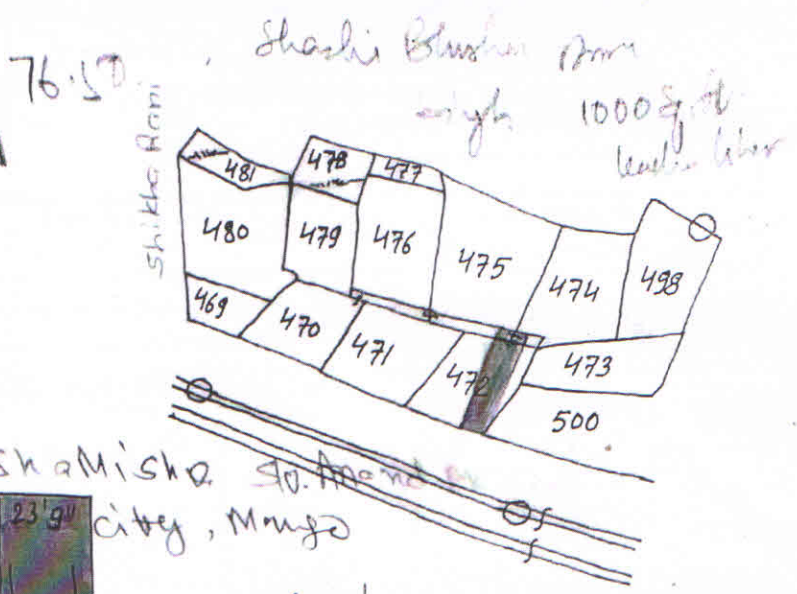 76.50
Shashi Bhushan
Singh 1000 Sq.ft.
Shikha Rani
481 478 477
480 479 476 475 474 498
469 470 471 472 473
500
23'9" city, Mango